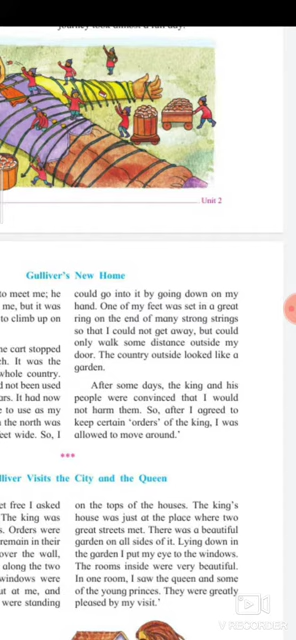 journey took almost a full day.
Unit 2
Gulliver's New Home
to meet me; he
me, but it was
to climb up on
he cart stopped
ch. It was the
whole country.
d not been used
ars. It had now
e to use as my
n the north was
eet wide. So, I
could go into it by going down on my
hand. One of my feet was set in a great
ring on the end of many strong strings
so that I could not get away, but could
only walk some distance outside my
door. The country outside looked like a
garden.
After some days, the king and his
people were convinced that I would
not harm them. So, after I agreed to
keep certain 'orders' of the king, I was
allowed to move around.'
***
lliver Visits the City and the Queen
et free I asked
The king was
s. Orders were
remain in their
over the wall,
along the two
windows were
ut at me, and
were standing
on the tops of the houses. The king's
house was just at the place where two
great streets met. There was a beautiful
garden on all sides of it. Lying down in
the garden I put my eye to the windows.
The rooms inside were very beautiful.
In one room, I saw the queen and some
of the young princes. They were greatly
pleased by my visit.'
V RECORDER